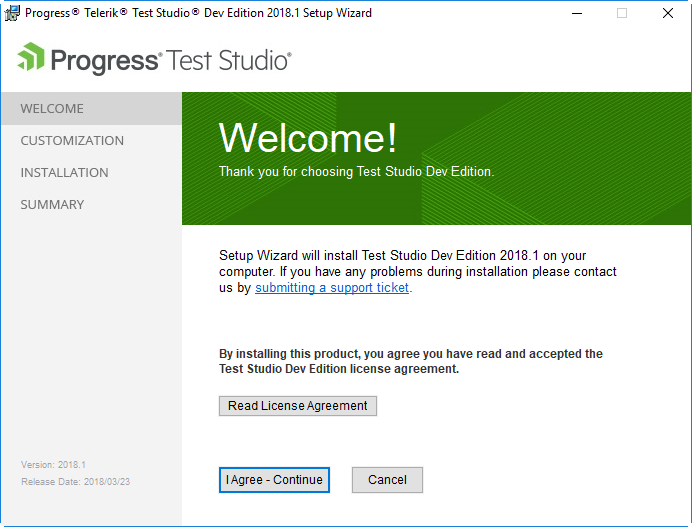 Progress® Telerik® Test Studio® Dev Edition 2018.1 Setup Wizard
Progress® Test Studio®
WELCOME
CUSTOMIZATION
INSTALLATION
SUMMARY
Welcome!
Thank you for choosing Test Studio Dev Edition.
Setup Wizard will install Test Studio Dev Edition 2018.1 on your
computer. If you have any problems during installation please contact
us by submitting a support ticket.
By installing this product, you agree you have read and accepted the
Test Studio Dev Edition license agreement.
Read License Agreement
Version: 2018.1
Release Date: 2018/03/23
I Agree - Continue
Cancel